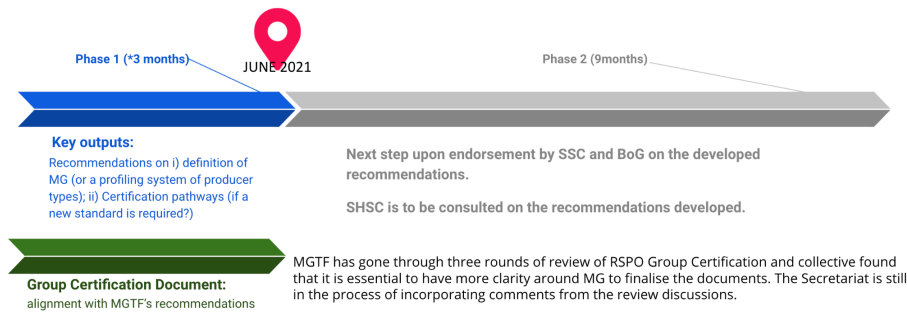 Phase 1 (*3 months)
JUNE 2021
Phase 2 (9months)
Key outputs:
Recommendations on i) definition of
MG (or a profiling system of producer
types); ii) Certification pathways (if a
new standard is required?)
Next step upon endorsement by SSC and BoG on the developed
recommendations.
SHSC is to be consulted on the recommendations developed.
Group Certification Document:
alignment with MGTF's recommendations
MGTF has gone through three rounds of review of RSPO Group Certification and collective found
that it is essential to have more clarity around MG to finalise the documents. The Secretariat is still
in the process of incorporating comments from the review discussions.